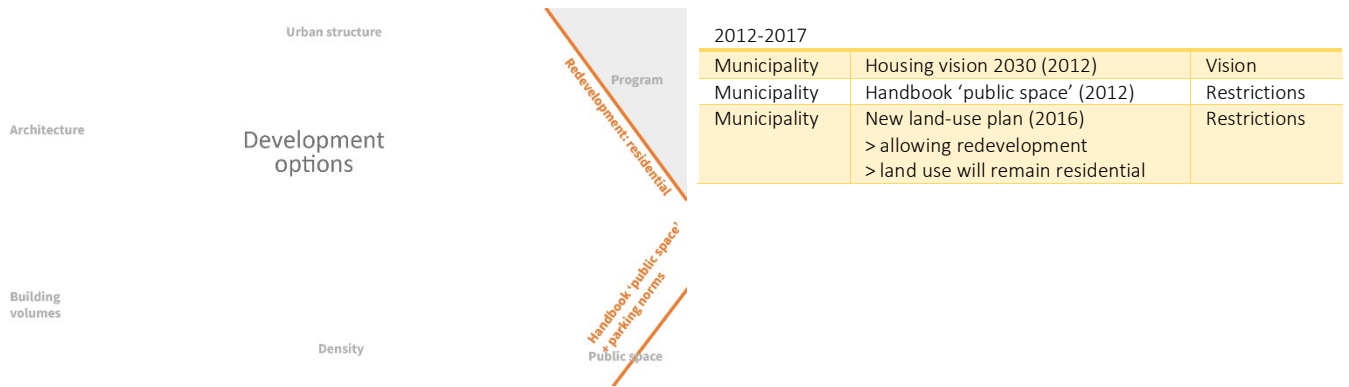 Urban structure
Program
Redevelopment: residential
Architecture
Development
options
Handbook ‘public space’
+ parking norms
Building
volumes
Density
Public space
2012-2017
Municipality Housing vision 2030 (2012) Vision
Municipality Handbook ‘public space’ (2012) Restrictions
Municipality New land-use plan (2016) Restrictions
> allowing redevelopment
> land use will remain residential